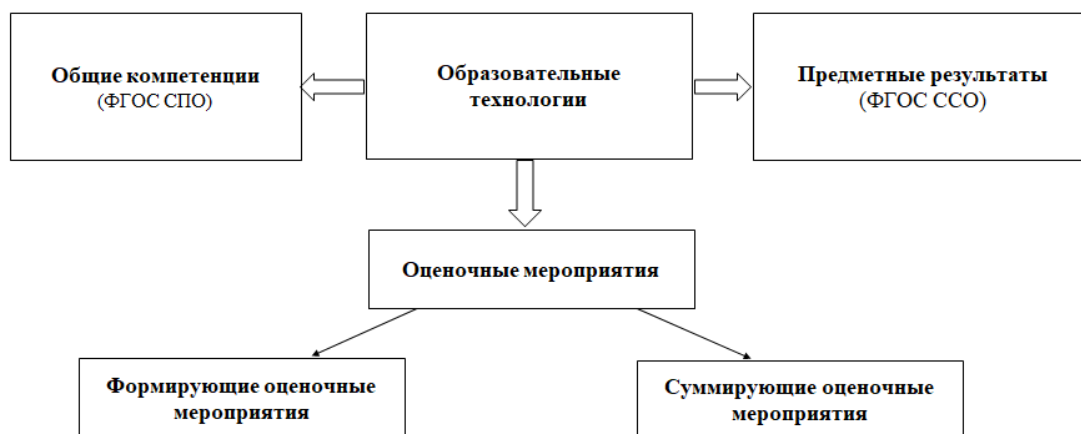 Общие компетенции
(ФГОС СПО)
Образовательные
технологии
Предметные результаты
(ФГОС ССО)
Оценочные мероприятия
Формирующие оценочные
мероприятия
Суммирующие оценочные
мероприятия